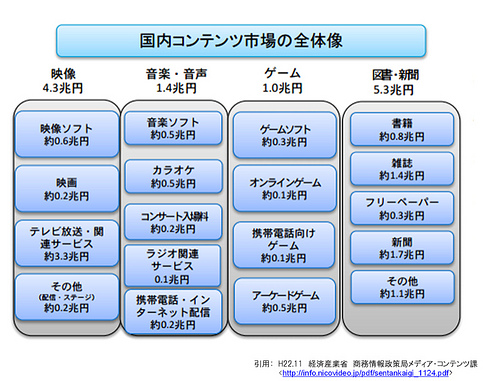 国内コンテンツ市場の全体像
映像
4.3兆円
映像ソフト
約0.6兆円
映画
約0.2兆円
テレビ放送・関
連サービス
約3.3兆円
その他
(配信・ステージ)
約0.2兆円
音楽・音声
1.4兆円
音楽ソフト
約0.5兆円
カラオケ
約0.5兆円
コンサート入場料
約0.2兆円
ラジオ関連
サービス
0.1兆円
携帯電話・イン
ターネット配信
約0.2兆円
ゲーム
1.0兆円
ゲームソフト
約0.3兆円
オンラインゲーム
約0.1兆円
携帯電話向け
ゲーム
約0.1兆円
アーケードゲーム
約0.5兆円
図書・新聞
5.3兆円
書籍
約0.8兆円
雑誌
約1.4兆円
フリーペーパー
約0.3兆円
新聞
約1.7兆円
その他
約1.1兆円
引用： H22.11 経済産業省 商務情報政策局メディア・コンテンツ課
<http://info.nicovideo.jp/pdf/sentankaigi_1124.pdf>